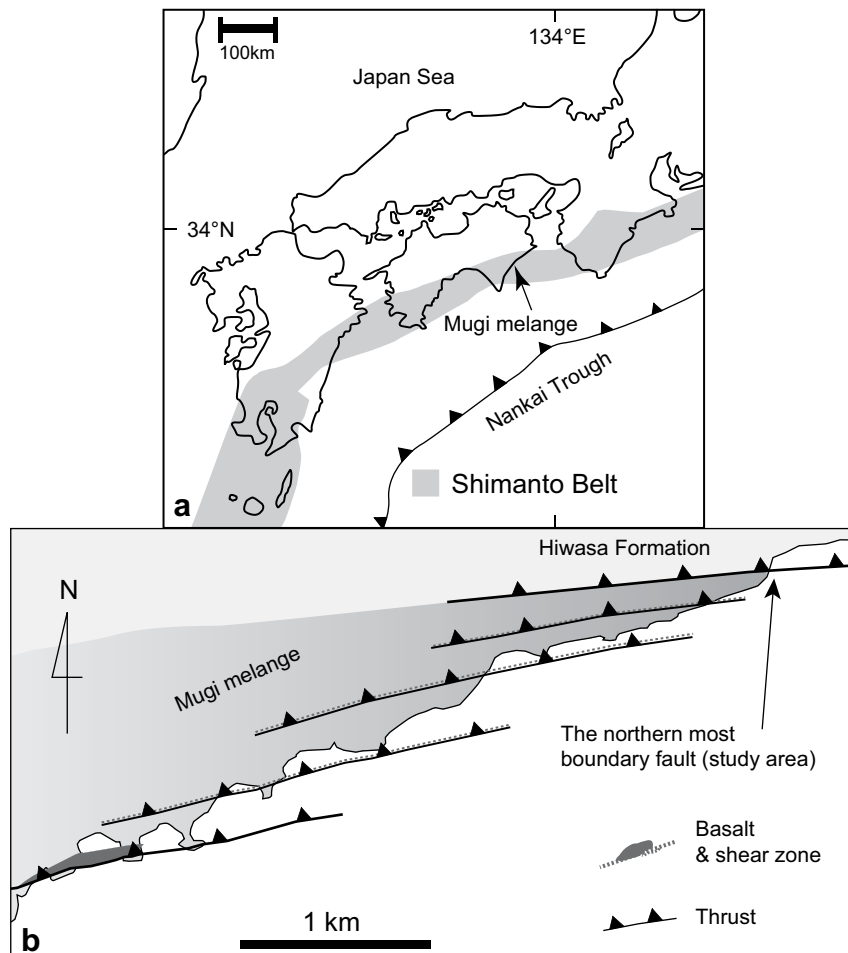 100km
134°E
Japan Sea
34°N
Mugi melange
Nankai Trough
Shimanto Belt
a
Hiwasa Formation
N
Mugi melange
The northern most
boundary fault (study area)
Basalt
& shear zone
Thrust
1 km
b